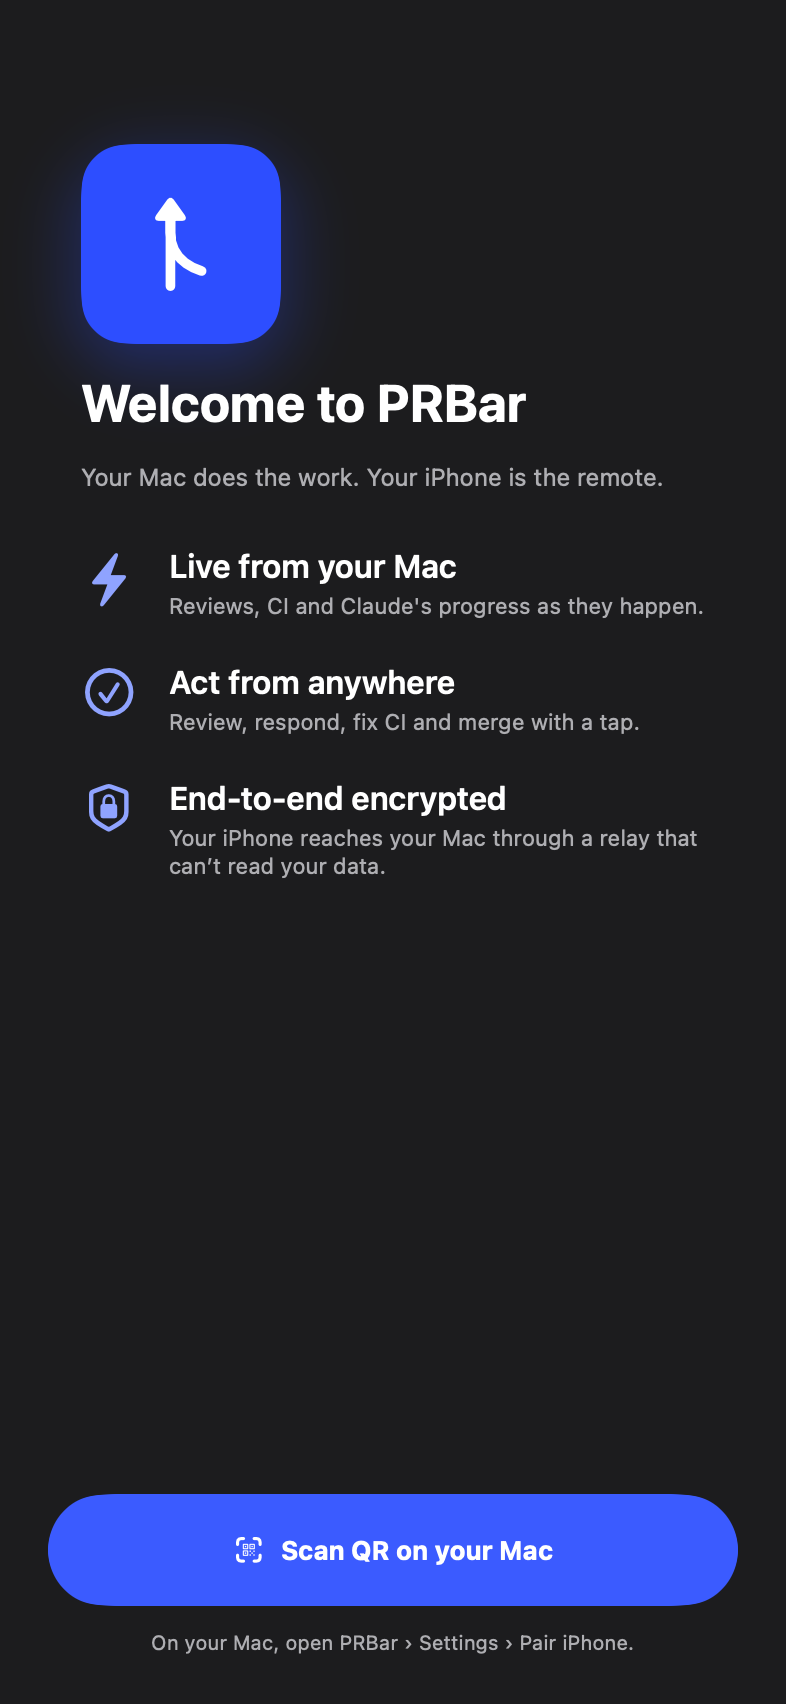 Welcome to PRBar
Your Mac does the work. Your iPhone is the remote.
Live from your Mac
Reviews, CI and Claude's progress as they happen.
Act from anywhere
Review, respond, fix CI and merge with a tap.
End-to-end encrypted
Your iPhone reaches your Mac through a relay that
can’t read your data.
Scan QR on your Mac
On your Mac, open PRBar › Settings › Pair iPhone.